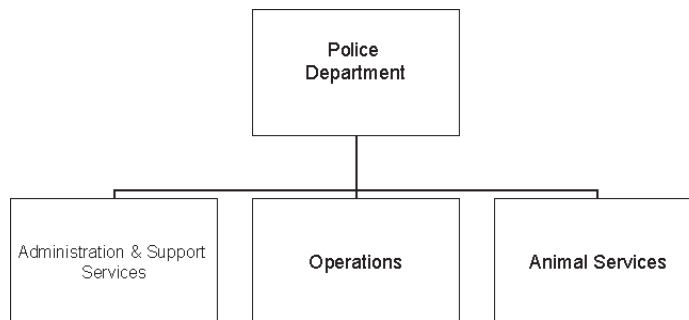 Police
Department
Administration & Support
Services
Operations
Animal Services